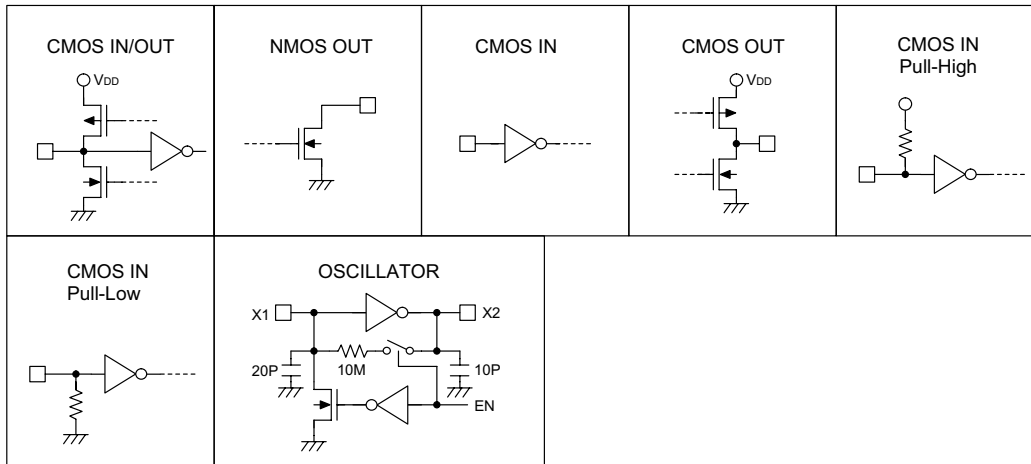 CMOS IN/OUT
VDD
NMOS OUT
CMOS IN
CMOS OUT
VDD
CMOS IN
Pull-High
CMOS IN
Pull-Low
OSCILLATOR
X1
X2
20P
10M
10P
EN